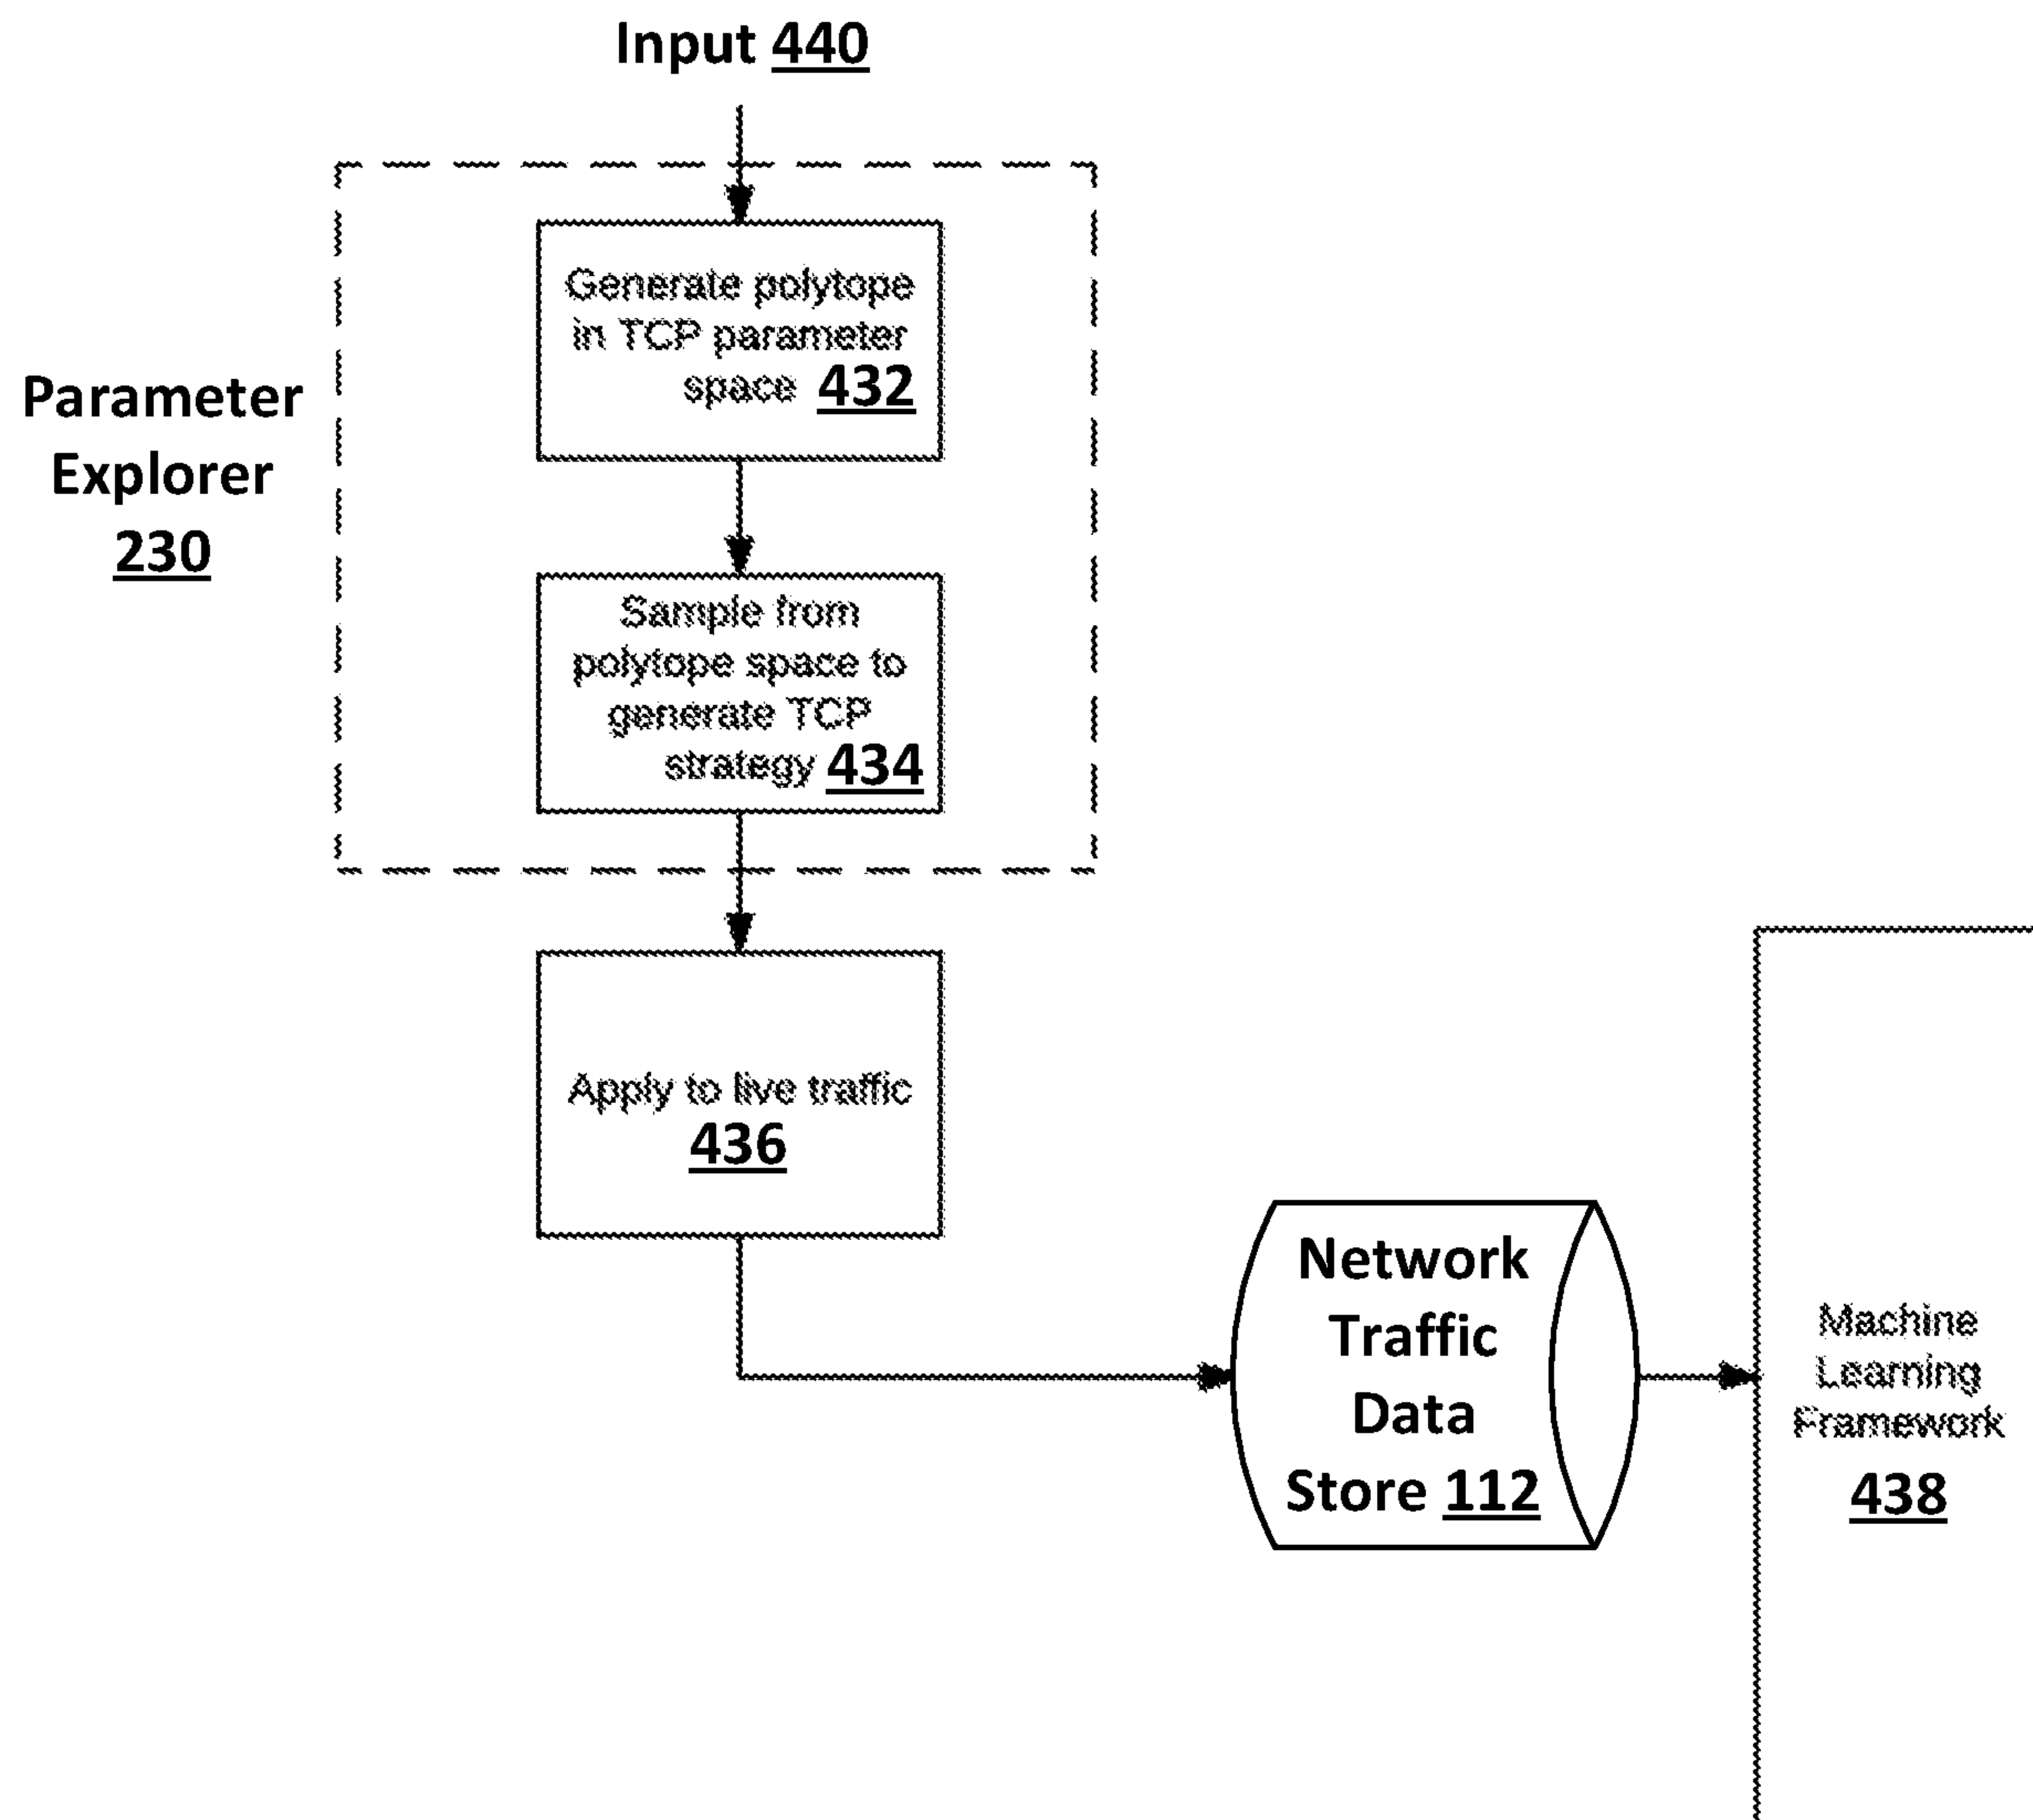 Input 440
Generate polytope
in TCP parameter
space 432
Parameter
Explorer
230
Sample from
polytope space to
generate TCP
strategy 434
Apply to live traffic
436
Network
Traffic
Data
Store 112
Machine
Learning
Framework
438